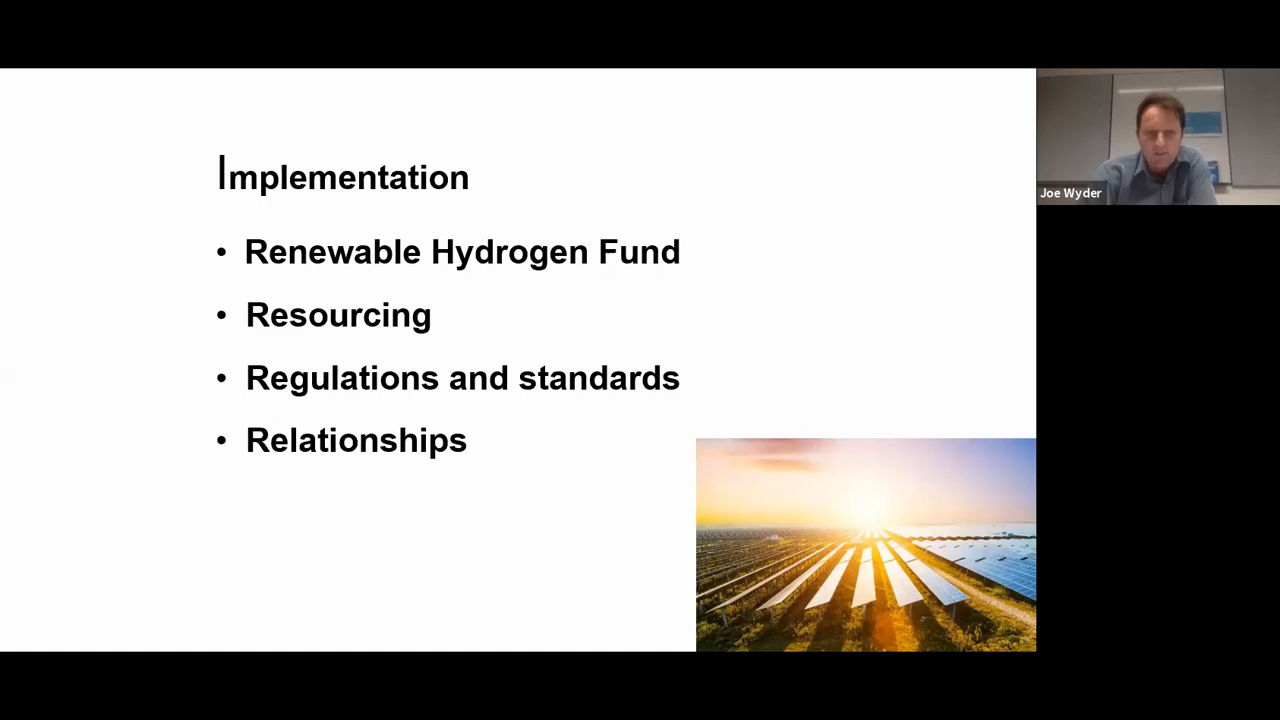 Implementation
• Renewable Hydrogen Fund
• Resourcing
• Regulations and standards
• Relationships
Joe Wyder